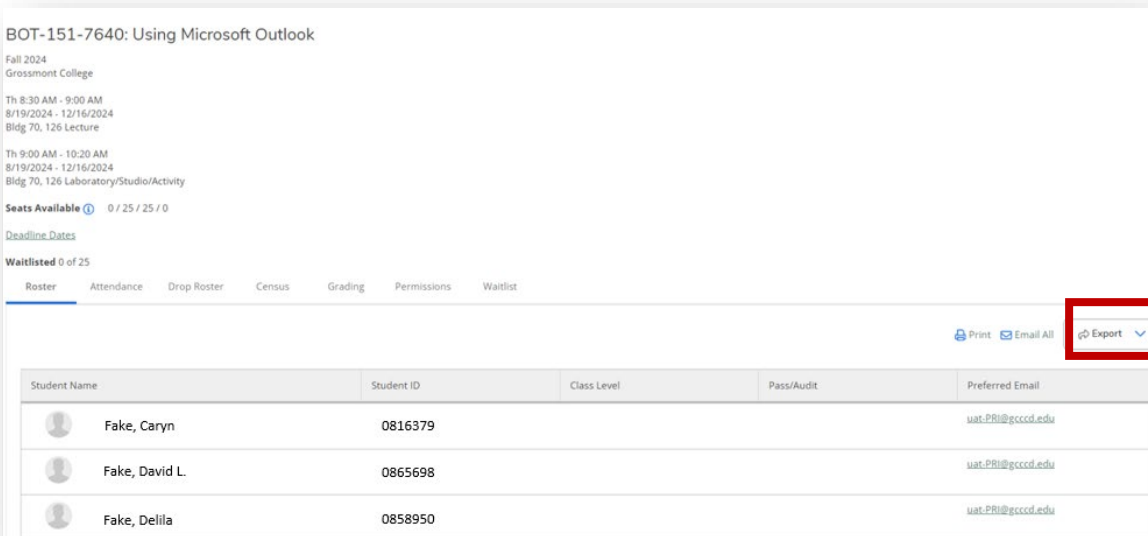 BOT-151-7640: Using Microsoft Outlook
Fall 2024
Grossmont College
Th 8:30 AM - 9:00 AM
8/19/2024 - 12/16/2024
Bldg 70, 126 Lecture
Th 9:00 AM - 10:20 AM
8/19/2024 - 12/16/2024
Bldg 70, 126 Laboratory/Studio/Activity
Seats Available i 0 / 25 / 25 / 0
Deadline Dates
Waitlisted 0 of 25
Roster Attendance Drop Roster Census Grading Permissions Waitlist
Print Email All Export
Student Name Student ID Class Level Pass/Audit Preferred Email
Fake, Caryn 0816379 uat-PRI@gcccd.edu
Fake, David L. 0865698 uat-PRI@gcccd.edu
Fake, Delila 0858950 uat-PRI@gcccd.edu